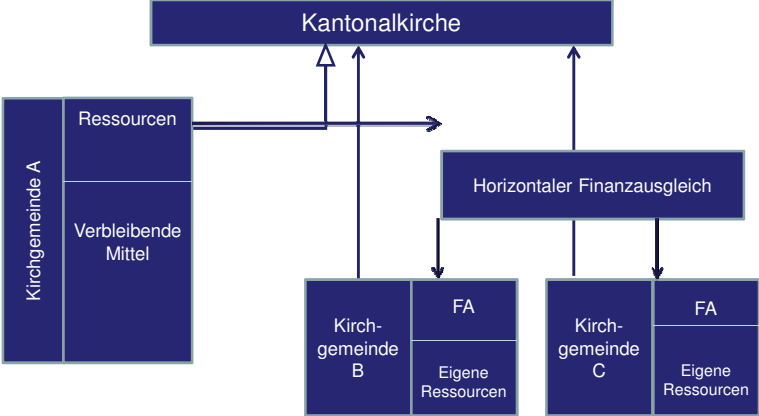 Kantonalkirche
Kirchgemeinde A
Ressourcen
Verbleibende
Mittel
Horizontaler Finanzausgleich
Kirch-
gemeinde
B
FA
Eigene
Ressourcen
Kirch-
gemeinde
C
FA
Eigene
Ressourcen